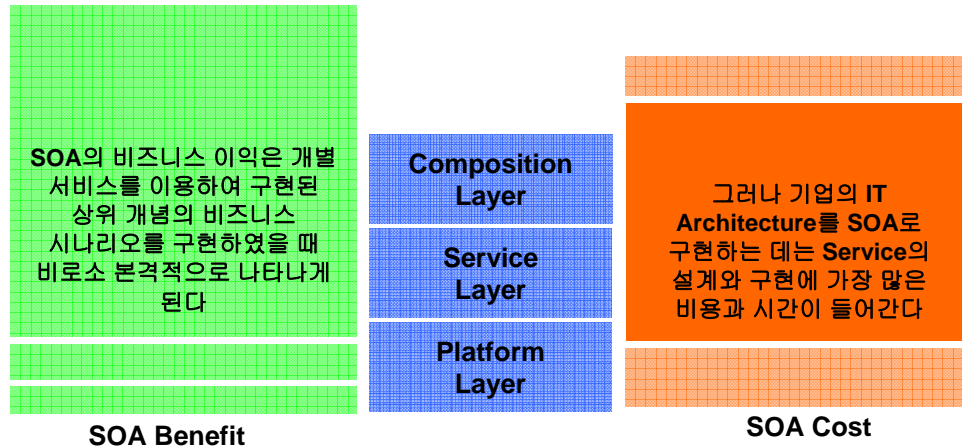 SOA의 비즈니스 이익은 개별
서비스를 이용하여 구현된
상위 개념의 비즈니스
시나리오를 구현하였을 때
비로소 본격적으로 나타나게
된다
SOA Benefit
Composition
Layer
Service
Layer
Platform
Layer
그러나 기업의 IT
Architecture를 SOA로
구현하는 데는 Service의
설계와 구현에 가장 많은
비용과 시간이 들어간다
SOA Cost